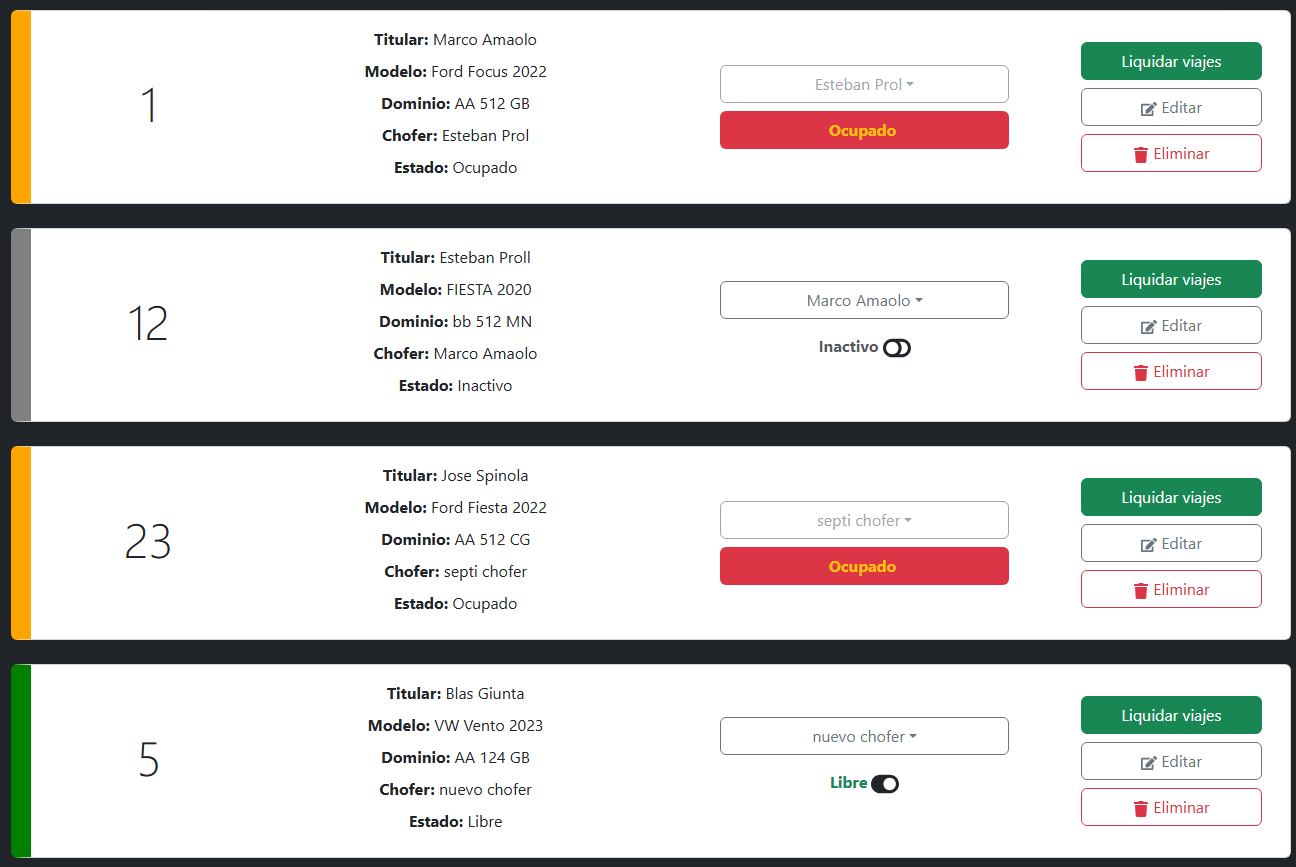 1
Titular: Marco Amaolo
Modelo: Ford Focus 2022
Dominio: AA 512 GB
Chofer: Esteban Prol
Estado: Ocupado
Esteban Prol
Ocupado
Liquidar viajes
Editar
Eliminar
12
Titular: Esteban Proll
Modelo: FIESTA 2020
Dominio: bb 512 MN
Chofer: Marco Amaolo
Estado: Inactivo
Marco Amaolo
Inactivo
Liquidar viajes
Editar
Eliminar
23
Titular: Jose Spinola
Modelo: Ford Fiesta 2022
Dominio: AA 512 CG
Chofer: septi chofer
Estado: Ocupado
septi chofer
Ocupado
Liquidar viajes
Editar
Eliminar
5
Titular: Blas Giunta
Modelo: VW Vento 2023
Dominio: AA 124 GB
Chofer: nuevo chofer
Estado: Libre
nuevo chofer
Libre
Liquidar viajes
Editar
Eliminar